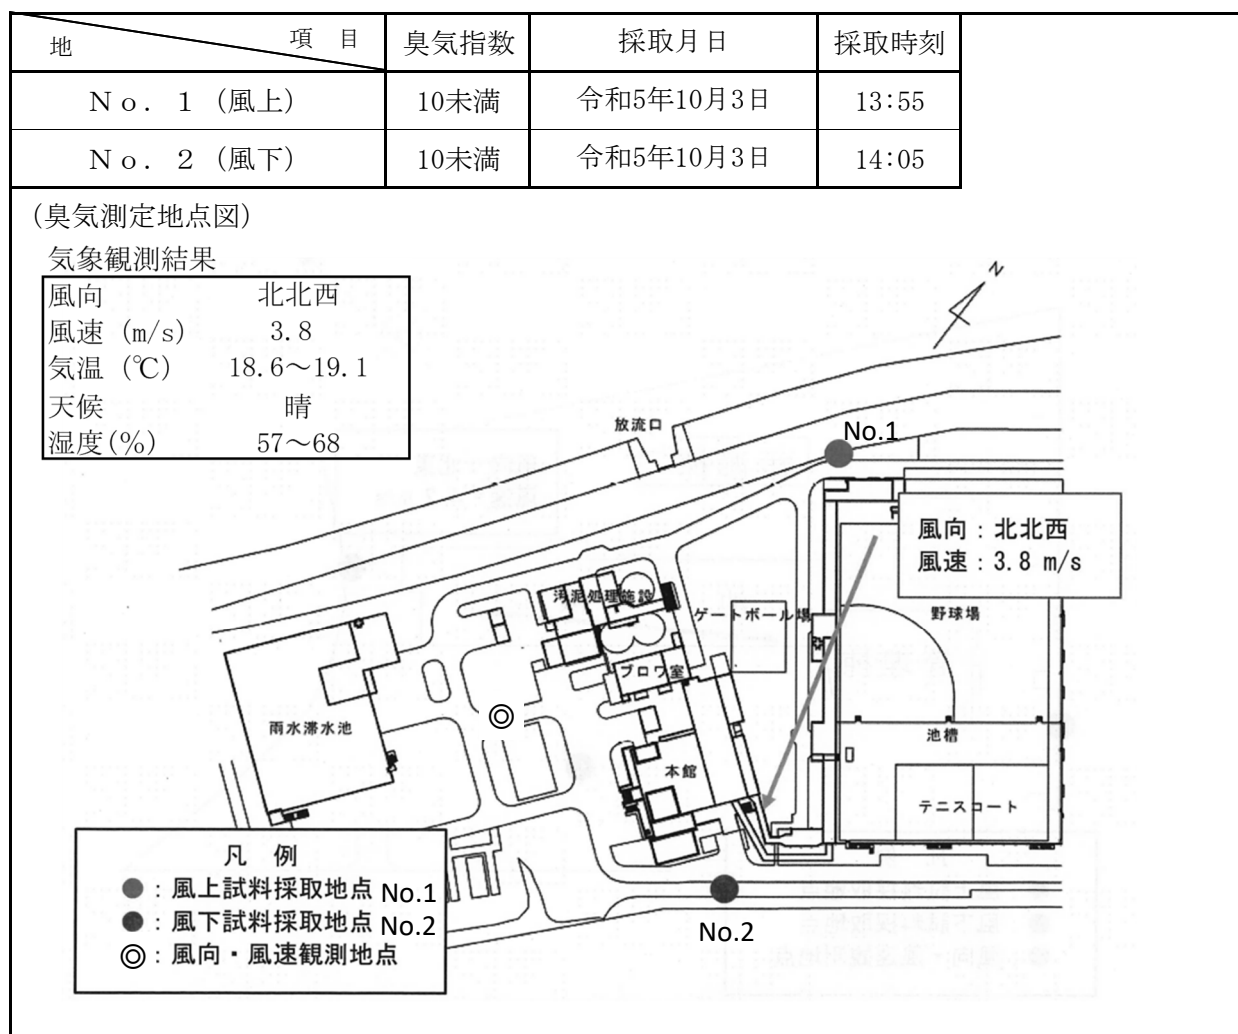 地 項 目 臭気指数 採取月日 採取時刻
Ｎｏ．１（風上） 10未満 令和5年10月3日 13:55
Ｎｏ．２（風下） 10未満 令和5年10月3日 14:05
（臭気測定地点図）
気象観測結果
風向 北北西
風速 (m/s) 3.8
気温 (℃) 18.6～19.1
天候 晴
湿度(%) 57～68
N
放流口
No.1
風向：北北西
風速：3.8 m/s
汚泥処理施設
ゲートボール場
野球場
ブロワ室
雨水滞水池
◎
池槽
本館
テニスコート
凡 例
●：風上試料採取地点 No.1
●：風下試料採取地点 No.2
◎：風向・風速観測地点
No.2